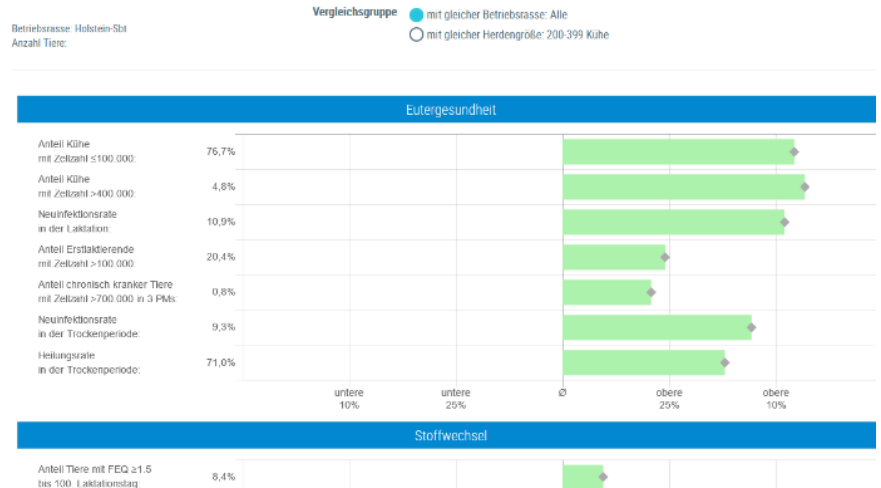 Vergleichsgruppe
mit gleicher Betriebsrasse: Alle
mit gleicher Herdengröße: 200-399 Kühe
Betriebsrasse: Holstein-Sbt
Anzahl Tiere:
Eutergesundheit
Anteil Kühe
mit Zellzahl ≤100.000:
76,7%
Anteil Kühe
mit Zellzahl >400.000:
4,8%
Neuinfektionsrate
in der Laktation:
10,9%
Anteil Erstlaktierende
mit Zellzahl >100.000
20,4%
Anteil chronisch kranker Tiere
mit Zellzahl >700.000 in 3 PMs:
0,8%
Neuinfektionsrate
in der Trockenperiode:
9,3%
Heilungsrate
in der Trockenperiode:
71,0%
untere
10%
untere
25%
Ø
obere
25%
obere
10%
Stoffwechsel
Anteil Tiere mit FEQ ≥1.5
bis 100. Laktationstag
8,4%